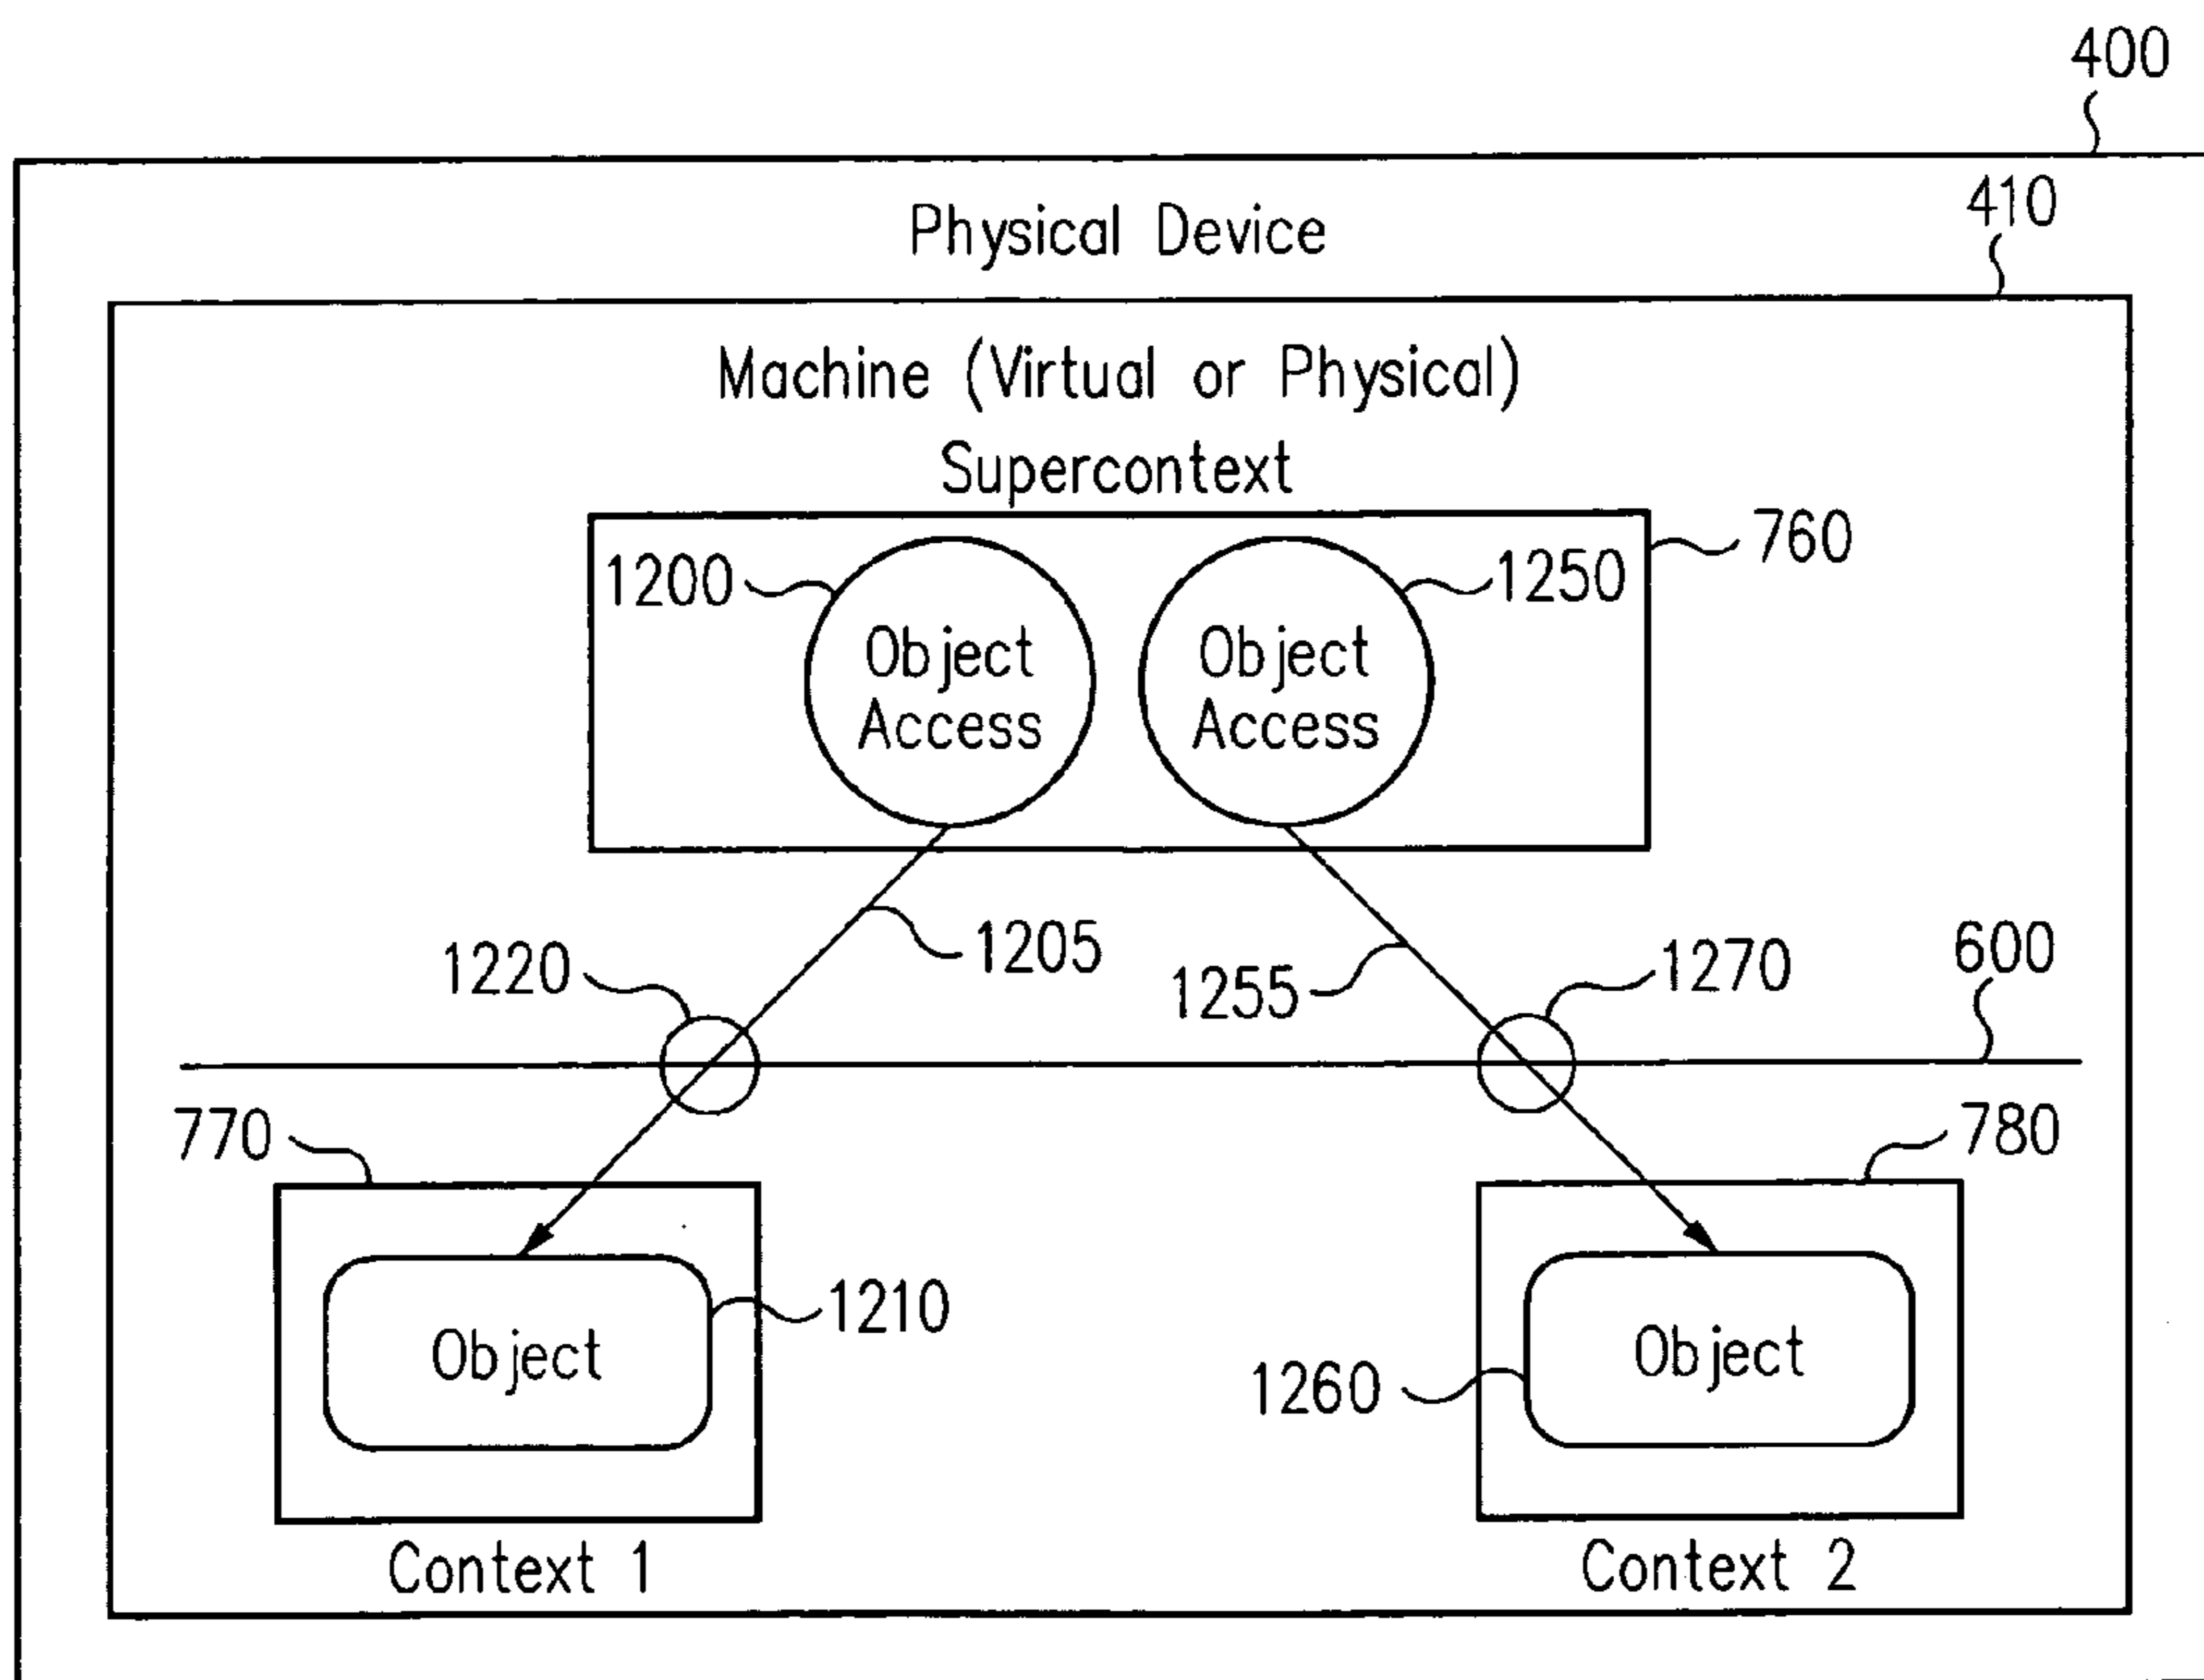 400
Physical Device
410
Machine (Virtual or Physical)
Supercontext
760
1200
1250
Object
Access
Object
Access
1220
1205
1255
1270
600
770
780
Object
1210
1260
Object
Context 1
Context 2